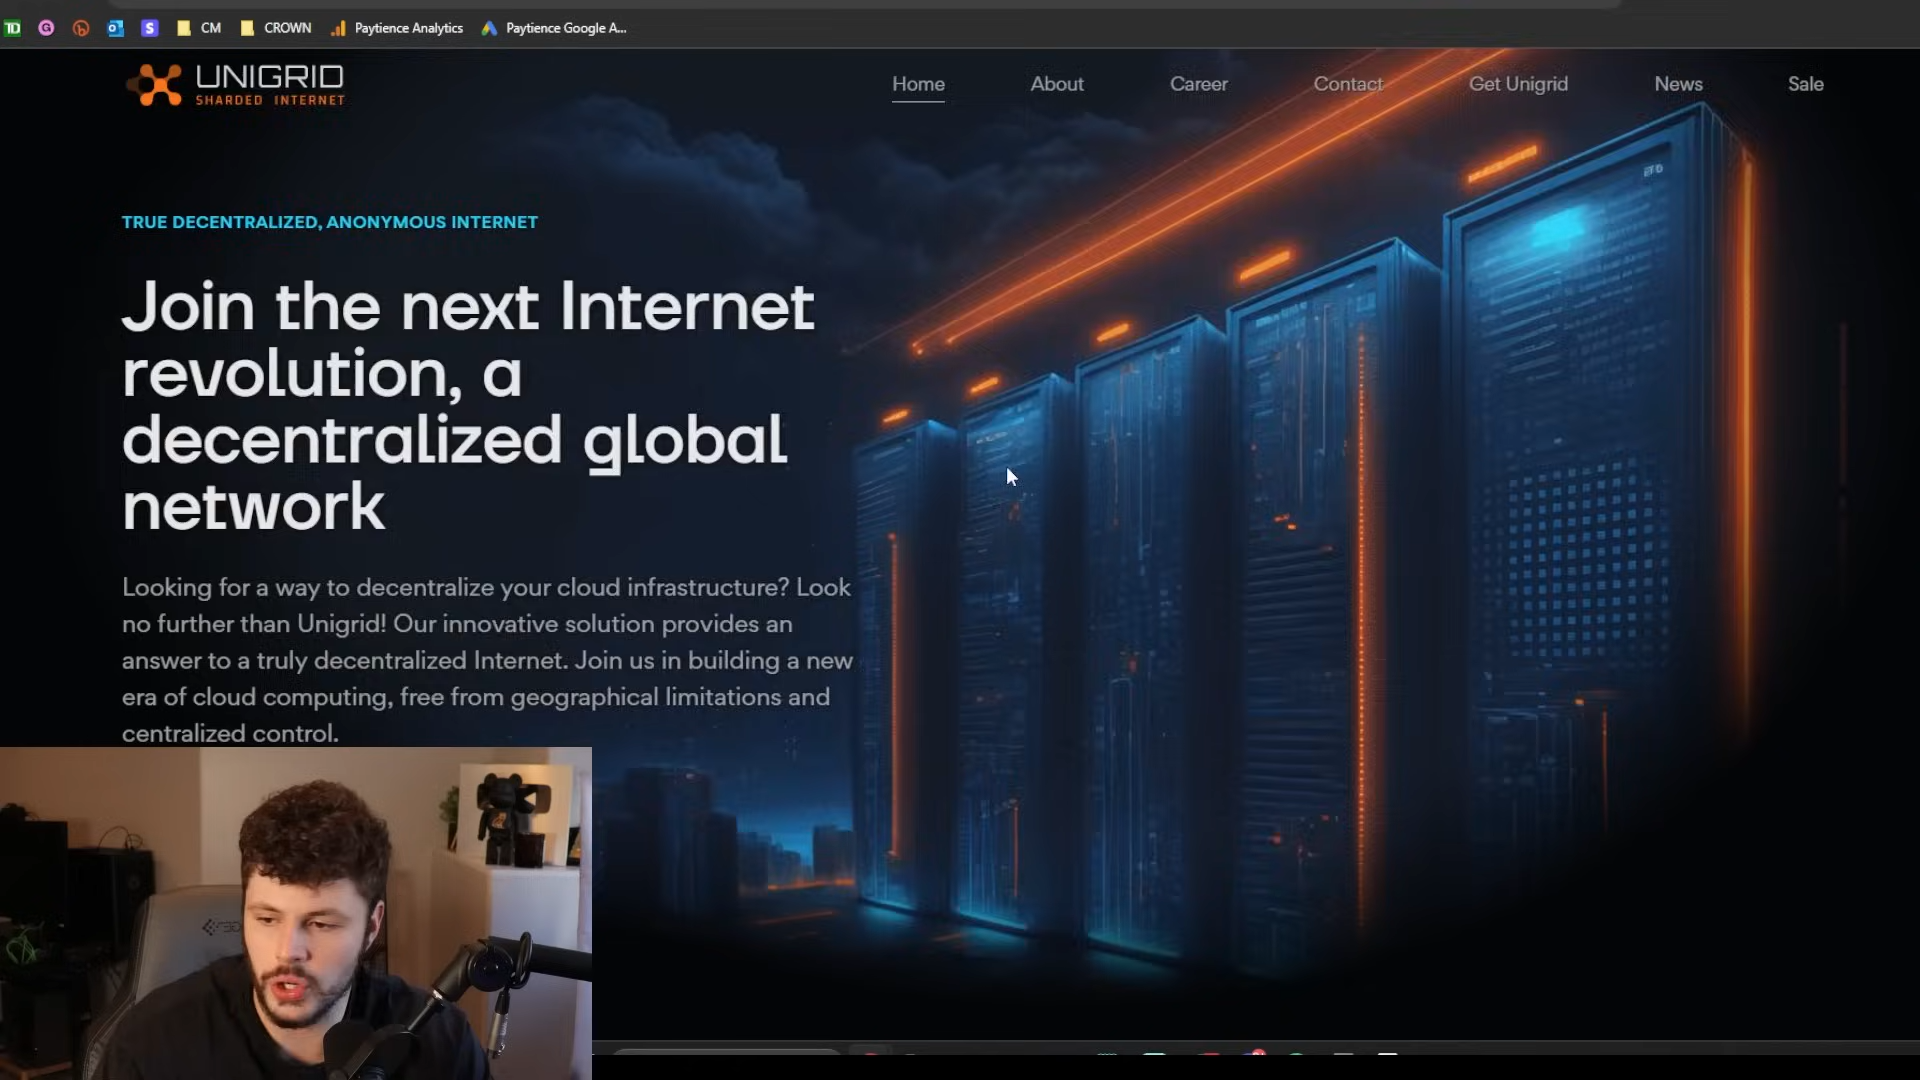 CM
CROWN
Paytience Analytics
Paytience Google A...
UNIGRID
SHARDED INTERNET
Home
About
Career
Contact
Get Unigrid
News
Sale
TRUE DECENTRALIZED, ANONYMOUS INTERNET
Join the next Internet
revolution, a
decentralized global
network
Looking for a way to decentralize your cloud infrastructure? Look
no further than Unigrid! Our innovative solution provides an
answer to a truly decentralized Internet. Join us in building a new
era of cloud computing, free from geographical limitations and
centralized control.